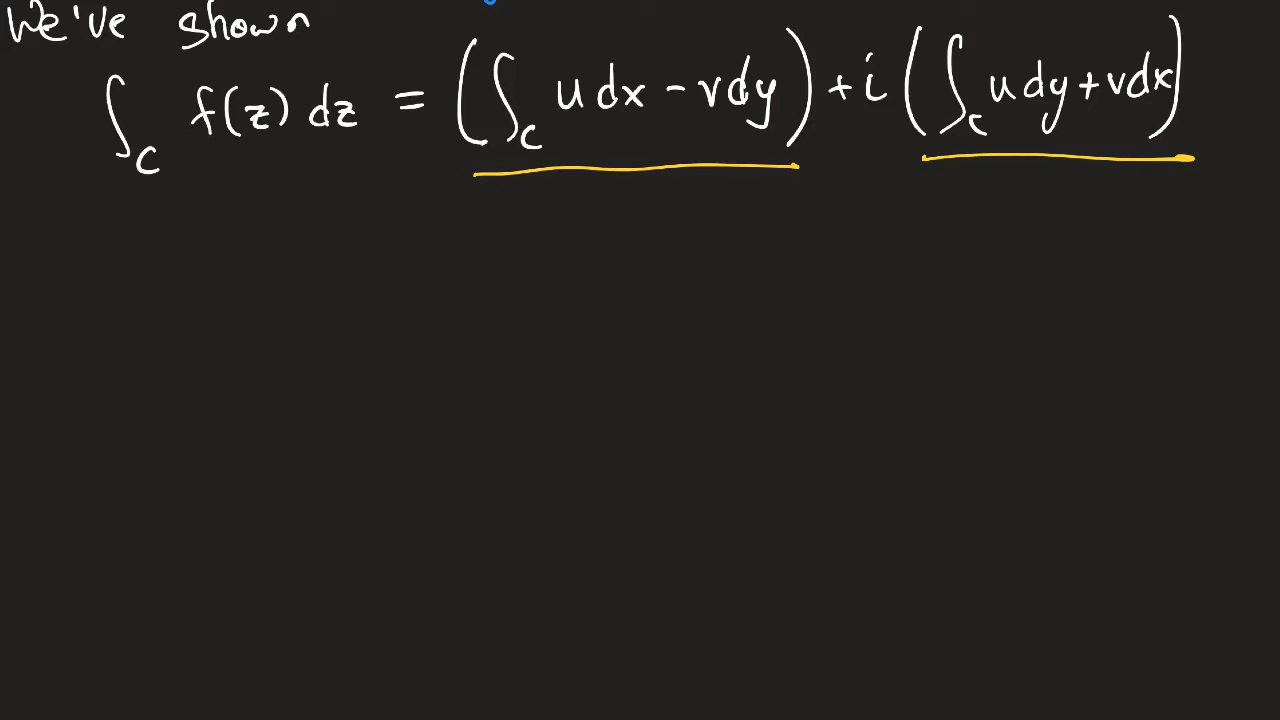 We've shown
∫_C f(z) dz = (∫_C u dx - v dy) + i (∫_C u dy + v dx)